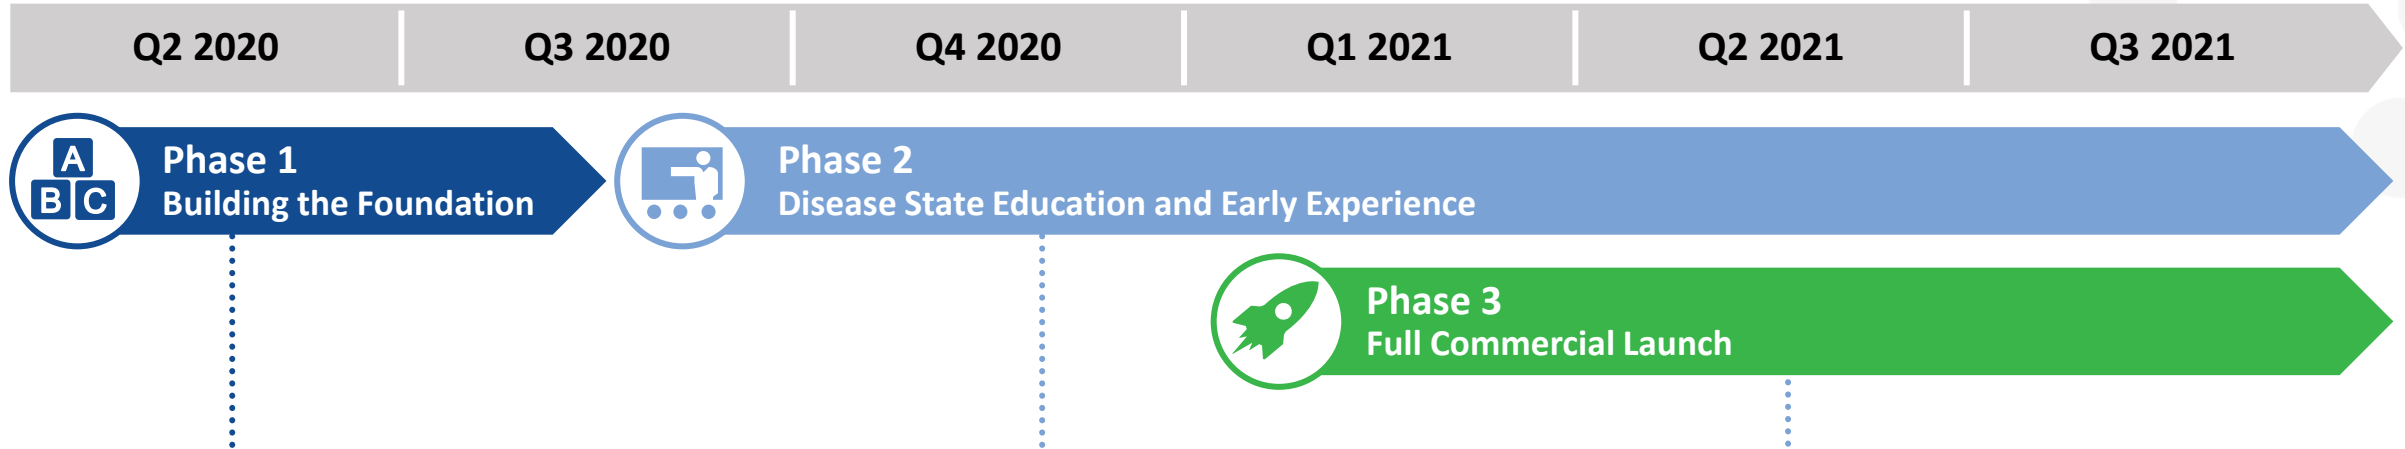 Q2 2020 Q3 2020 Q4 2020 Q1 2021 Q2 2021 Q3 2021
A
B C
Phase 1
Building the Foundation
Phase 2
Disease State Education and Early Experience
Phase 3
Full Commercial Launch